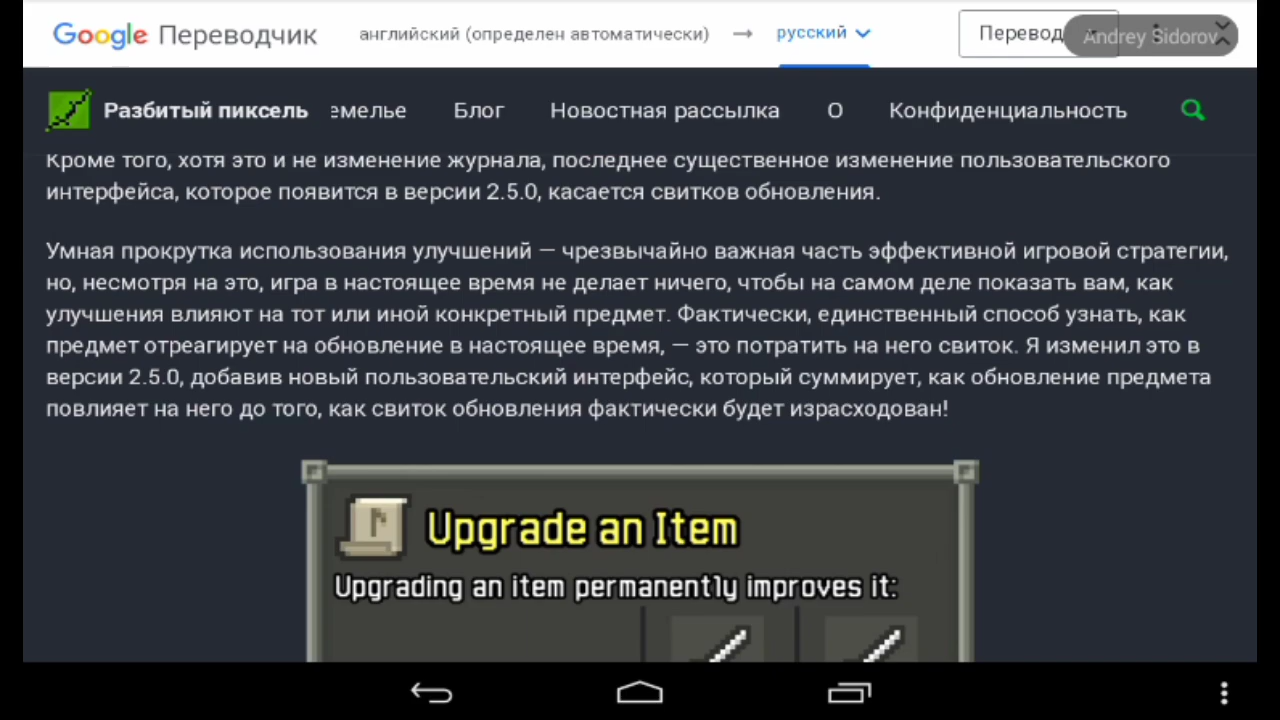 Google Переводчик английский (определен автоматически) → русский Перевод Andrey Sidorov
Разбитый пиксель емелье Блог Новостная рассылка О Конфиденциальность
Кроме того, хотя это и не изменение журнала, последнее существенное изменение пользовательского
интерфейса, которое появится в версии 2.5.0, касается свитков обновления.
Умная прокрутка использования улучшений — чрезвычайно важная часть эффективной игровой стратегии,
но, несмотря на это, игра в настоящее время не делает ничего, чтобы на самом деле показать вам, как
улучшения влияют на тот или иной конкретный предмет. Фактически, единственный способ узнать, как
предмет отреагирует на обновление в настоящее время, — это потратить на него свиток. Я изменил это в
версии 2.5.0, добавив новый пользовательский интерфейс, который суммирует, как обновление предмета
повлияет на него до того, как свиток обновления фактически будет израсходован!
Upgrade an Item
Upgrading an item permanently improves it: